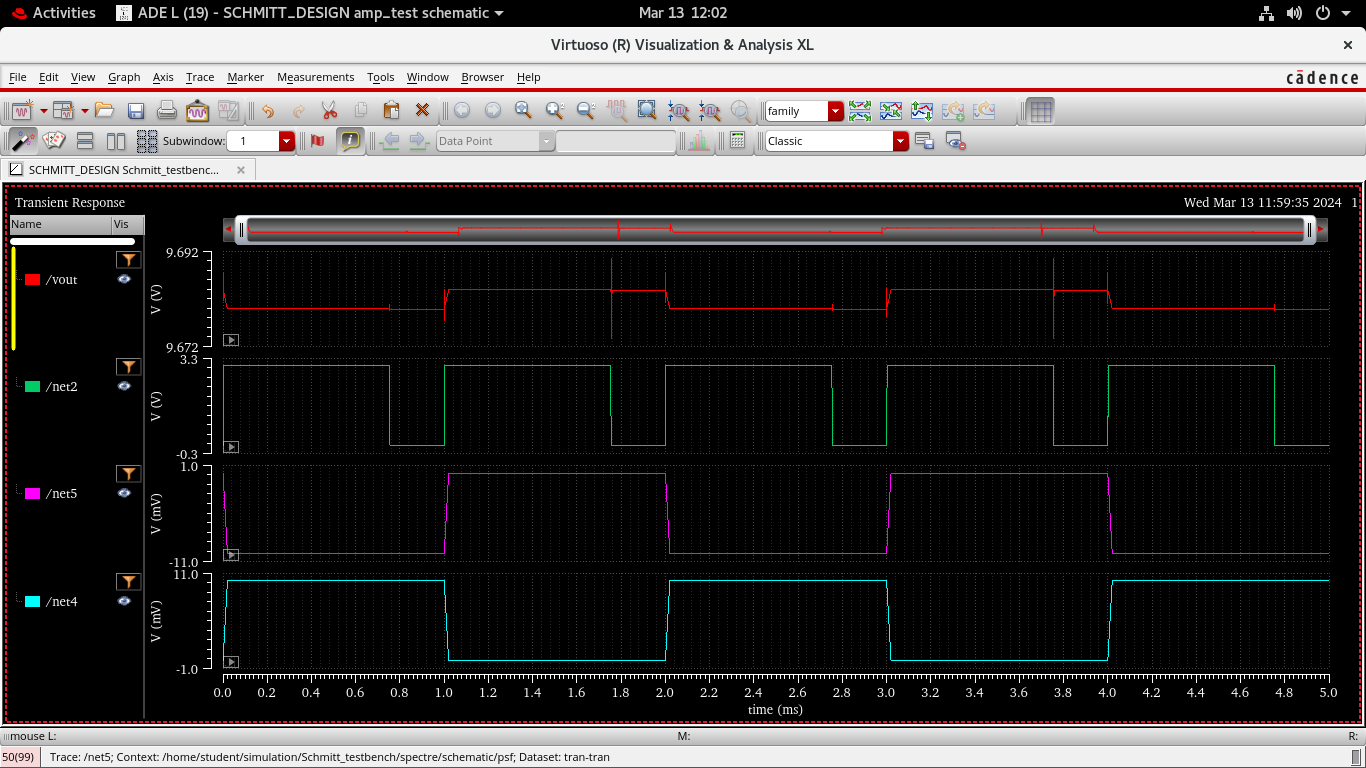 Activities ADE L (19) - SCHMITT_DESIGN amp_test schematic Mar 13 12:02
Virtuoso (R) Visualization & Analysis XL
File Edit View Graph Axis Trace Marker Measurements Tools Window Browser Help cādence
family
Subwindow: 1 Data Point Classic
SCHMITT_DESIGN Schmitt_testbenc...
Transient Response Wed Mar 13 11:59:35 2024 1
Name Vis
9.692
/vout
V (V)
9.672
3.3
/net2
V (V)
-0.3
1.0
/net5
V (mV)
-11.0
11.0
/net4
V (mV)
-1.0
0.0 0.2 0.4 0.6 0.8 1.0 1.2 1.4 1.6 1.8 2.0 2.2 2.4 2.6 2.8 3.0 3.2 3.4 3.6 3.8 4.0 4.2 4.4 4.6 4.8 5.0
time (ms)
mouse L: M: R:
50(99) Trace: /net5; Context: /home/student/simulation/Schmitt_testbench/spectre/schematic/psf; Dataset: tran-tran